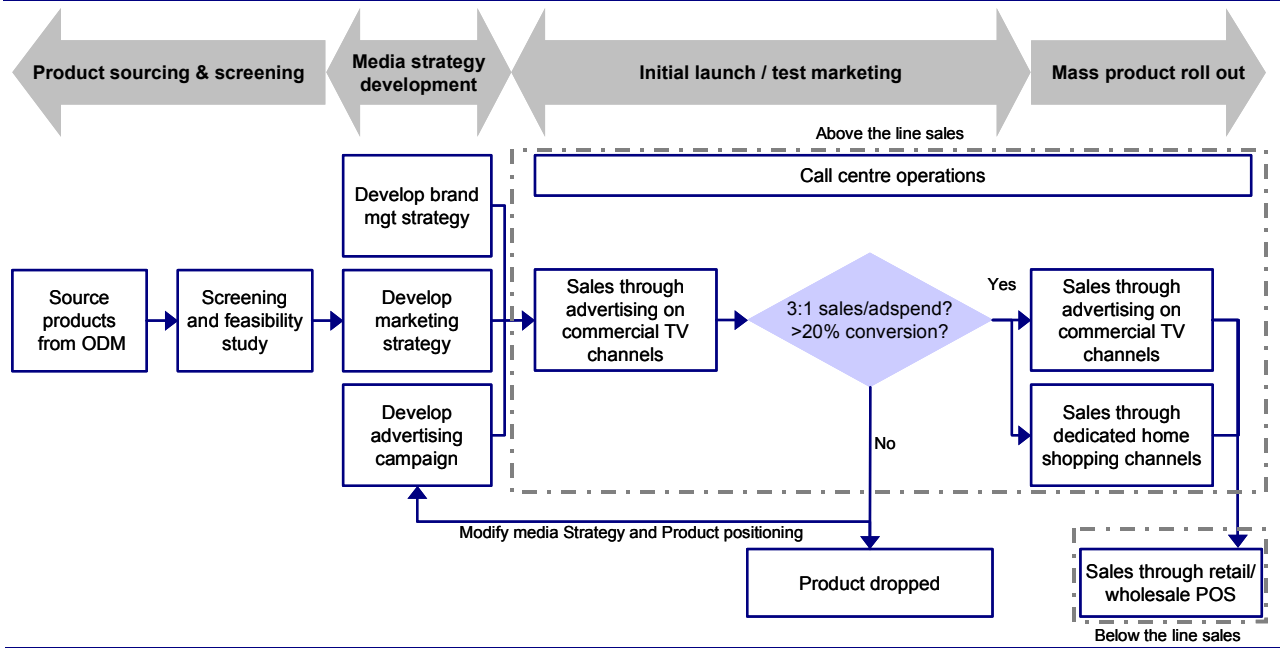 Product sourcing & screening
Media strategy
development
Initial launch / test marketing
Mass product roll out
Above the line sales
Call centre operations
Develop brand
mgt strategy
Source
products
from ODM
Screening
and feasibility
study
Develop
marketing
strategy
Sales through
advertising on
commercial TV
channels
3:1 sales/adspend?
>20% conversion?
Yes
Sales through
advertising on
commercial TV
channels
Develop
advertising
campaign
No
Sales through
dedicated home
shopping channels
Modify media Strategy and Product positioning
Product dropped
Sales through retail/
wholesale POS
Below the line sales